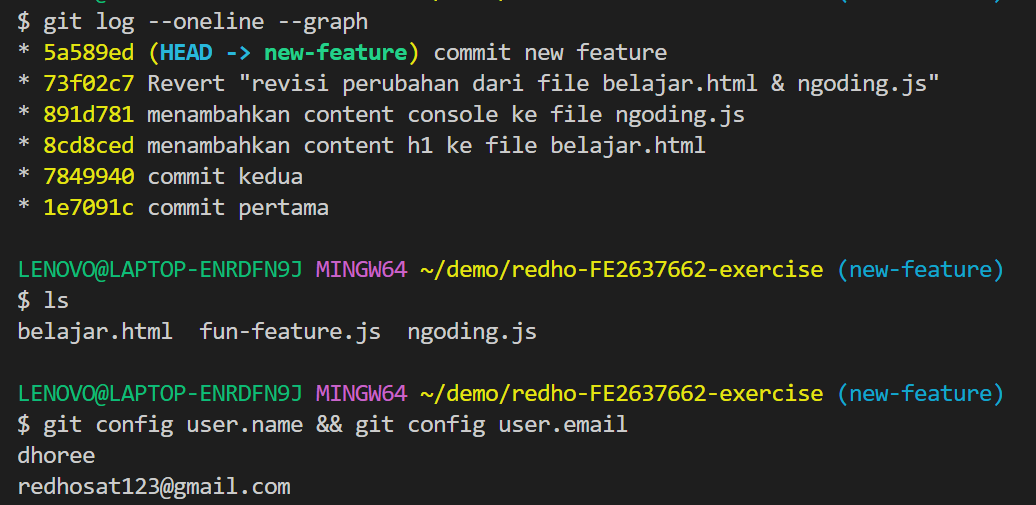 $ git log --oneline --graph
* 5a589ed (HEAD -> new-feature) commit new feature
* 73f02c7 Revert "revisi perubahan dari file belajar.html & ngoding.js"
* 891d781 menambahkan content console ke file ngoding.js
* 8cd8ced menambahkan content h1 ke file belajar.html
* 7849940 commit kedua
* 1e7091c commit pertama
LENOVO@LAPTOP-ENRDFN9J MINGW64 ~/demo/redho-FE2637662-exercise (new-feature)
$ ls
belajar.html  fun-feature.js  ngoding.js
LENOVO@LAPTOP-ENRDFN9J MINGW64 ~/demo/redho-FE2637662-exercise (new-feature)
$ git config user.name && git config user.email
dhoree
redhosat123@gmail.com